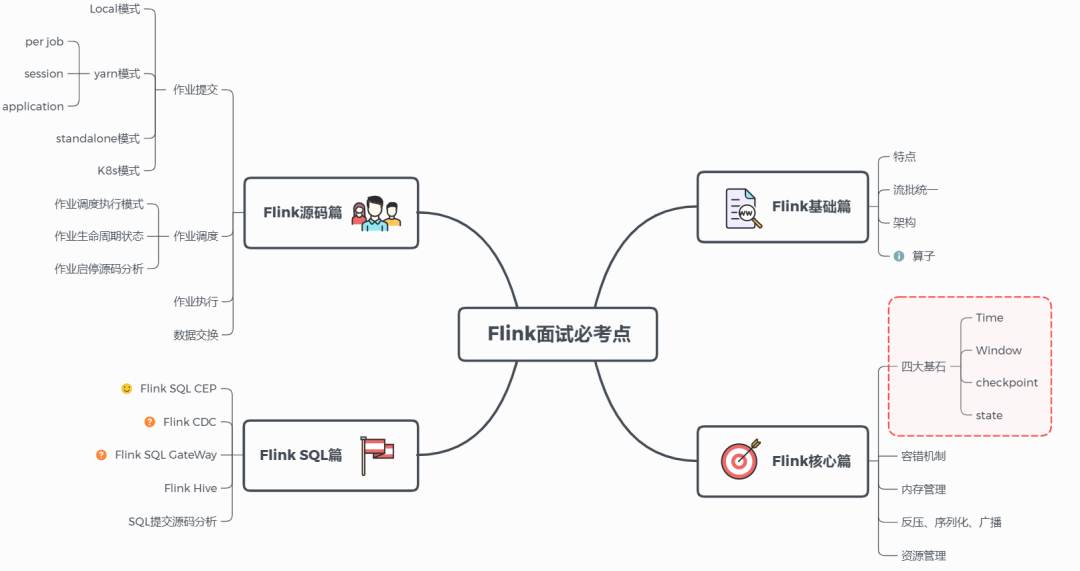 Flink面试必考点
Flink基础篇
特点
流批统一
架构
算子
Flink核心篇
四大基石
Time
Window
checkpoint
state
容错机制
内存管理
反压、序列化、广播
资源管理
Flink源码篇
作业提交
Local模式
yarn模式
per job
session
application
standalone模式
K8s模式
作业调度
作业调度执行模式
作业生命周期状态
作业启停源码分析
作业执行
数据交换
Flink SQL篇
Flink SQL CEP
Flink CDC
Flink SQL GateWay
Flink Hive
SQL提交源码分析